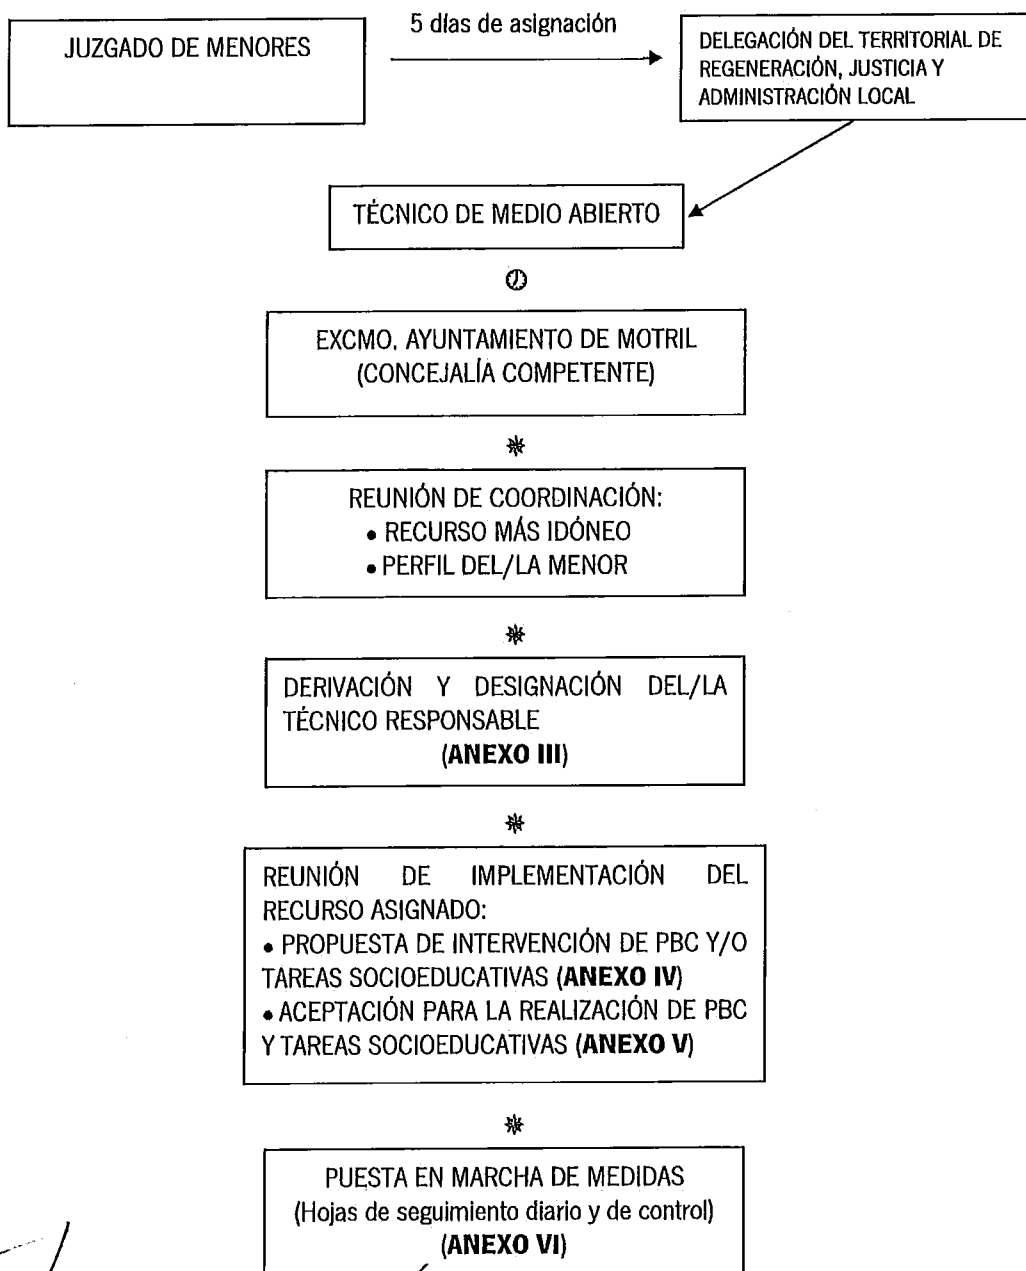 JUZGADO DE MENORES
5 días de asignación
DELEGACIÓN DEL TERRITORIAL DE
REGENERACIÓN, JUSTICIA Y
ADMINISTRACIÓN LOCAL
TÉCNICO DE MEDIO ABIERTO
EXCMO. AYUNTAMIENTO DE MOTRIL
(CONCEJALÍA COMPETENTE)
REUNIÓN DE COORDINACIÓN:
• RECURSO MÁS IDÓNEO
• PERFIL DEL/LA MENOR
DERIVACIÓN Y DESIGNACIÓN DEL/LA
TÉCNICO RESPONSABLE
(ANEXO III)
REUNIÓN DE IMPLEMENTACIÓN DEL
RECURSO ASIGNADO:
• PROPUESTA DE INTERVENCIÓN DE PBC Y/O
TAREAS SOCIOEDUCATIVAS (ANEXO IV)
• ACEPTACIÓN PARA LA REALIZACIÓN DE PBC
Y TAREAS SOCIOEDUCATIVAS (ANEXO V)
PUESTA EN MARCHA DE MEDIDAS
(Hojas de seguimiento diario y de control)
(ANEXO VI)